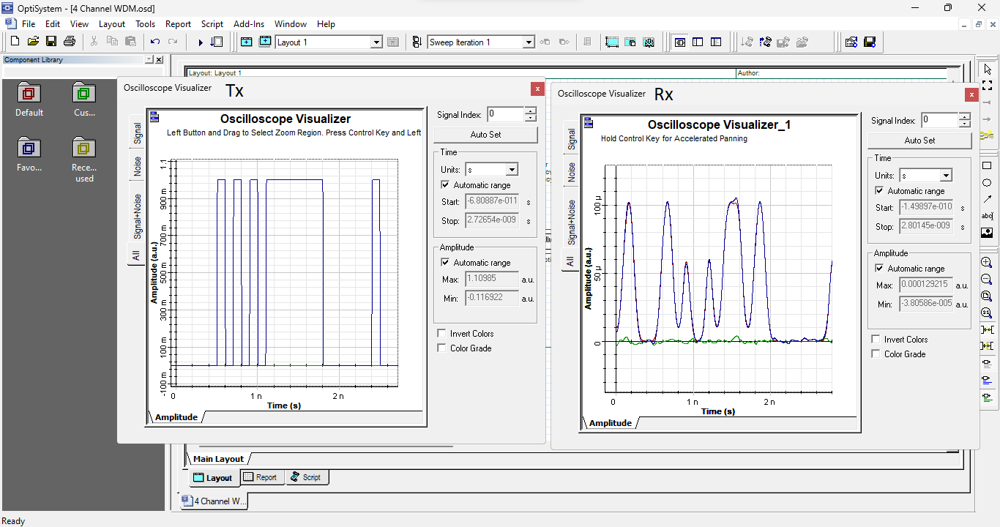 OptiSystem - [4 Channel WDM.osd]
File Edit View Layout Tools Report Script Add-Ins Window Help
Layout 1
Sweep Iteration 1
Component Library
Default
Cus...
Favo...
Rece...
used
Layout: Layout 1
Author:
Oscilloscope Visualizer Tx
x
Oscilloscope Visualizer
Left Button and Drag to Select Zoom Region. Press Control Key and Left
Signal
Noise
Signal+Noise
All
Amplitude (a.u.)
1.1
900 m
700 m
500 m
300 m
100 m
-100 m
0 1 n 2 n
Time (s)
Amplitude
Signal Index: 0
Auto Set
Time
Units: s
Automatic range
Start: -6.80887e-011 s
Stop: 2.72654e-009 s
Amplitude
Automatic range
Max: 1.10985 a.u.
Min: -0.116922 a.u.
Invert Colors
Color Grade
Oscilloscope Visualizer Rx
x
Oscilloscope Visualizer_1
Hold Control Key for Accelerated Panning
Signal
Noise
Signal+Noise
All
Amplitude (a.u.)
100 µ
50 µ
0
0 1 n 2 n
Time (s)
Amplitude
Signal Index: 0
Auto Set
Time
Units: s
Automatic range
Start: -1.49897e-010 s
Stop: 2.80145e-009 s
Amplitude
Automatic range
Max: 0.000129215 a.u.
Min: -3.80586e-005 a.u.
Invert Colors
Color Grade
abc
Main Layout
Layout Report Script
4 Channel W...
Ready